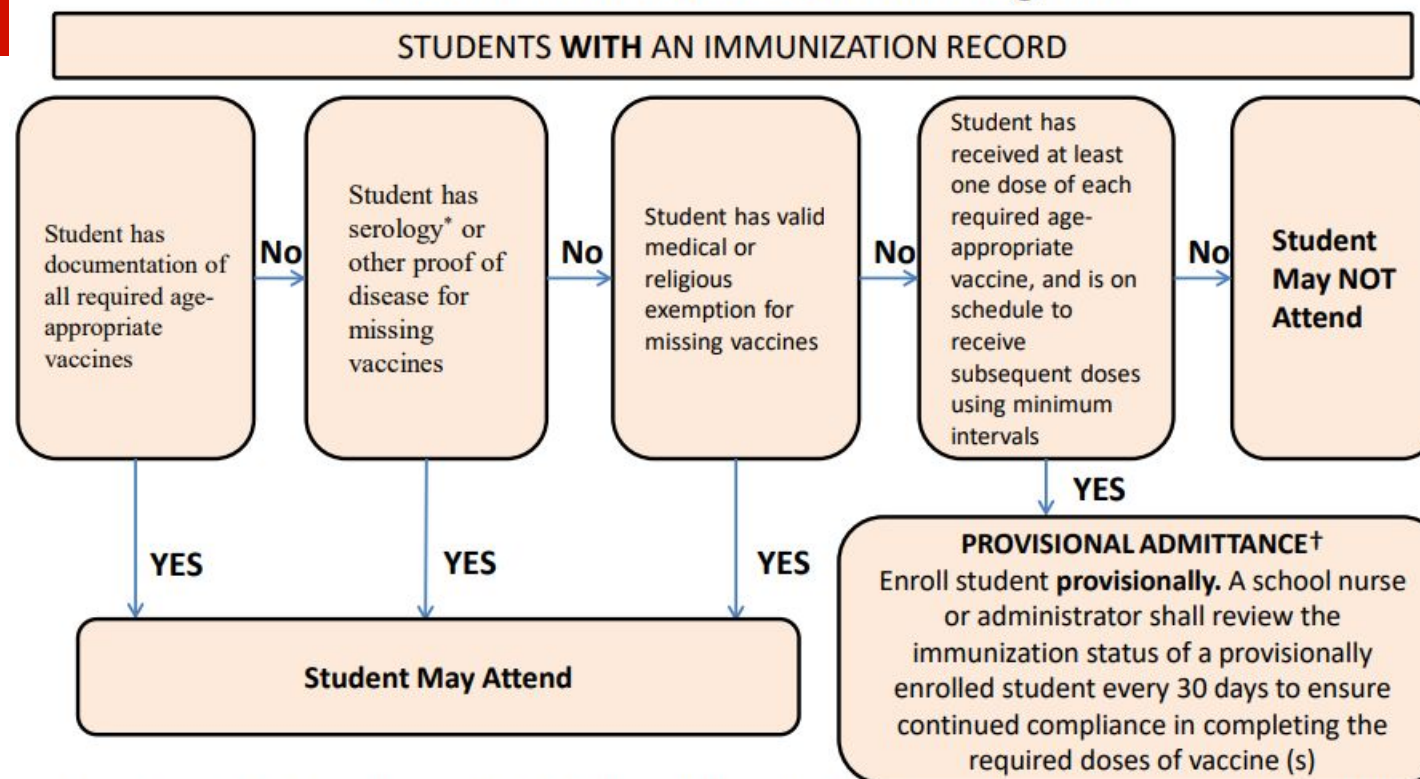 STUDENTS WITH AN IMMUNIZATION RECORD
Student has
documentation of
all required age-
appropriate
vaccines
No
Student has
serology* or
other proof of
disease for
missing
vaccines
No
Student has valid
medical or
religious
exemption for
missing vaccines
No
Student has
received at least
one dose of each
required age-
appropriate
vaccine, and is on
schedule to
receive
subsequent doses
using minimum
intervals
No
Student
May NOT
Attend
YES
YES
YES
YES
Student May Attend
PROVISIONAL ADMITTANCE†
Enroll student provisionally. A school nurse
or administrator shall review the
immunization status of a provisionally
enrolled student every 30 days to ensure
continued compliance in completing the
required doses of vaccine (s)